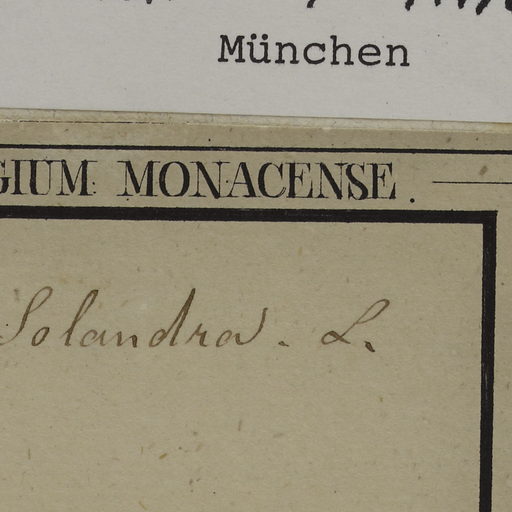 München
GIUM MONACENSE.
Solandra. L.